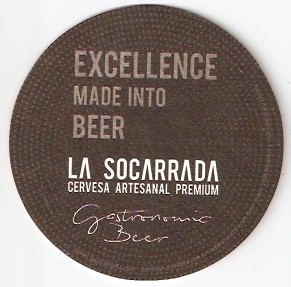 EXCELLENCE
MADE INTO
BEER
LA SOCARRADA
CERVESA ARTESANAL PREMIUM
Gastronomic
Beer